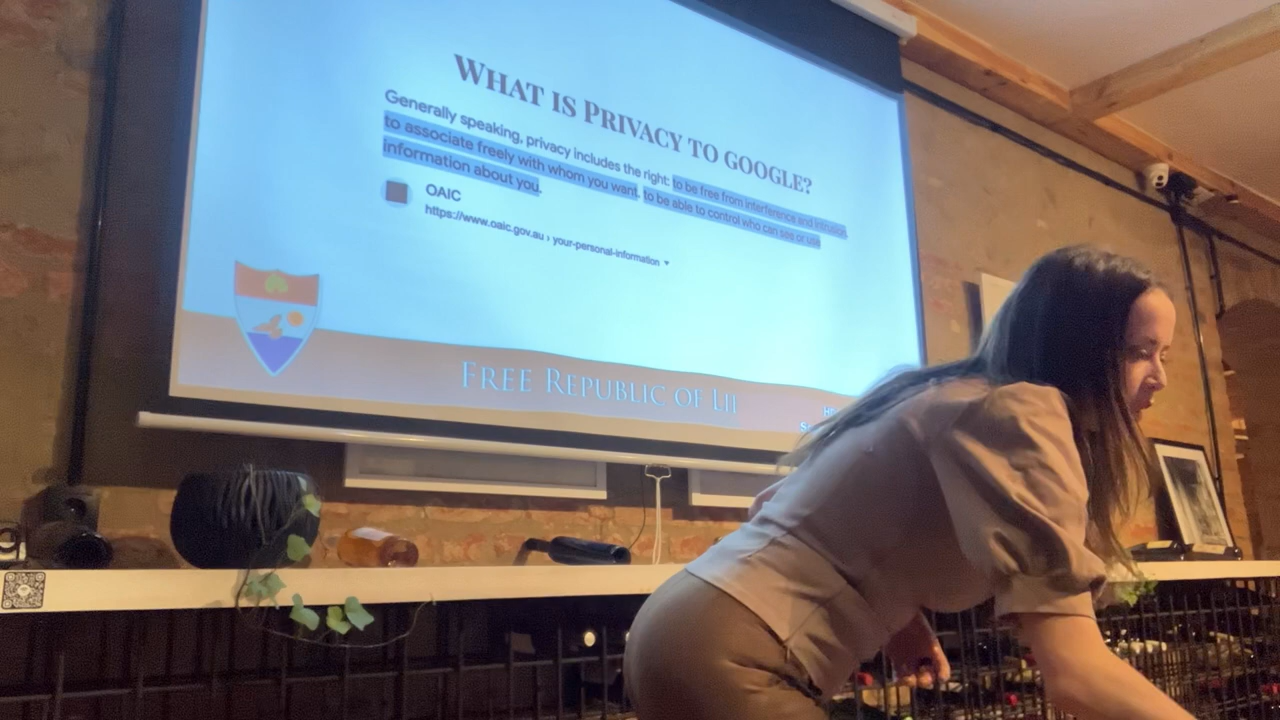 WHAT IS PRIVACY TO GOOGLE?
Generally speaking, privacy includes the right: to be free from interference and intrusion
to associate freely with whom you want, to be able to control who can see or use
information about you.
OAIC
https://www.oaic.gov.au › your-personal-information
FREE REPUBLIC OF LII